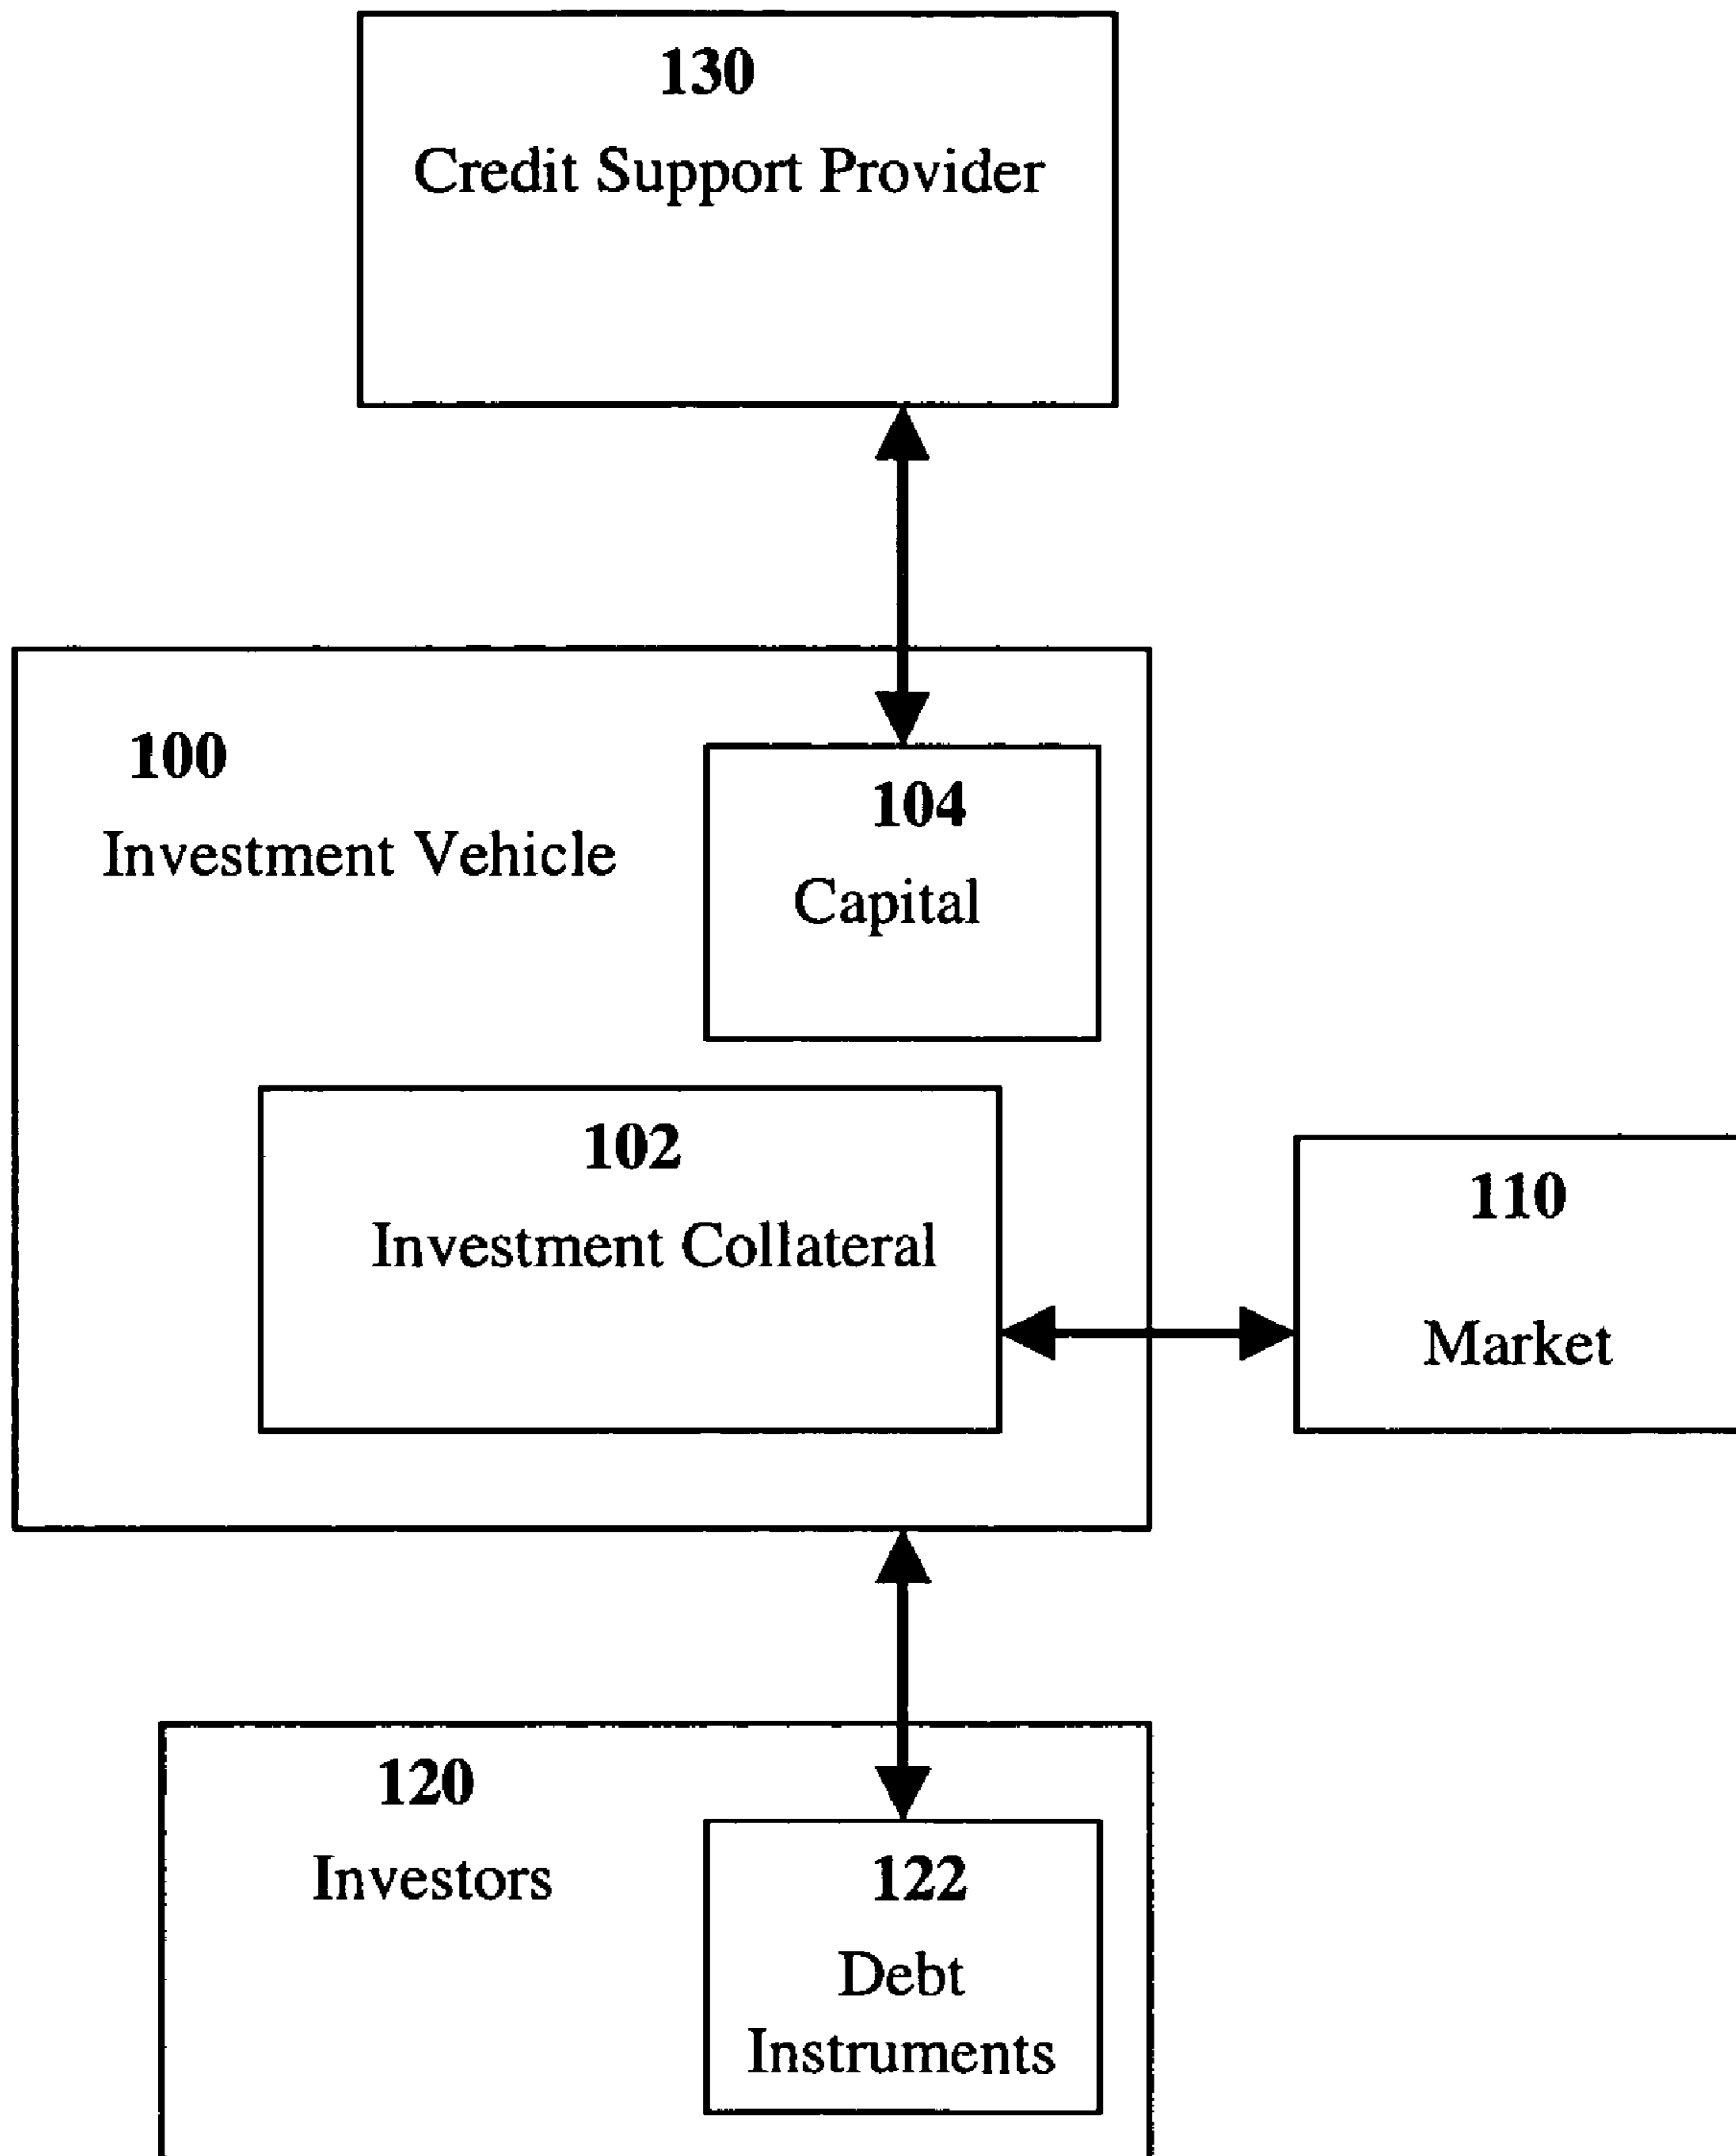 130
Credit Support Provider
100
Investment Vehicle
104
Capital
102
Investment Collateral
110
Market
120
Investors
122
Debt
Instruments